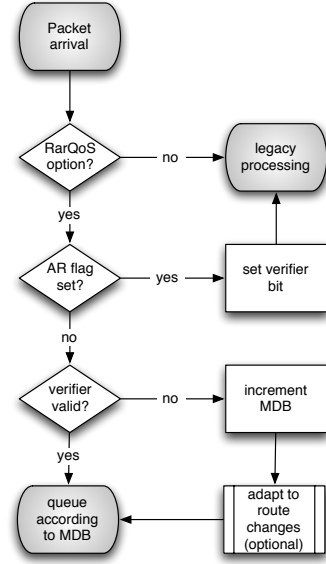 Packet
arrival
RarQoS
option?
no
legacy
processing
yes
AR flag
set?
yes
set verifier
bit
no
verifier
valid?
no
increment
MDB
yes
queue
according
to MDB
adapt to
route
changes
(optional)